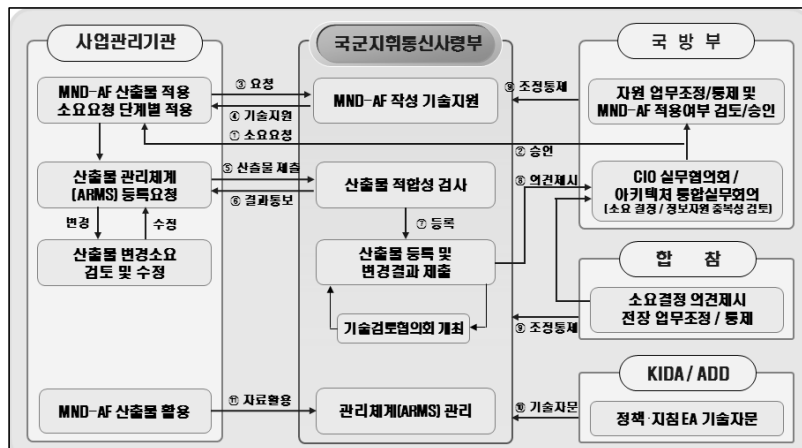 사업관리기관
MND-AF 산출물 적용
소요요청 단계별 적용
산출물 관리체계
(ARMS) 등록요청
변경
수정
산출물 변경소요
검토 및 수정
MND-AF 산출물 활용
③ 요청
④ 기술지원
① 소요요청
⑤ 산출물 제출
⑥ 결과통보
⑪ 자료활용
국군지휘통신사령부
MND-AF 작성 기술지원
산출물 적합성 검사
⑦ 등록
산출물 등록 및
변경결과 제출
기술검토협의회 개최
관리체계(ARMS) 관리
⑨ 조정통제
② 승인
⑧ 의견제시
⑨ 조정통제
⑩ 기술자문
국 방 부
자원 업무조정/통제 및
MND-AF 적용여부 검토/승인
CIO 실무협의회/
아키텍처 통합실무회의
(소요 결정 / 정보자원 중복성 검토)
합 참
소요결정 의견제시
전장 업무조정 / 통제
KIDA / ADD
정책·지침 EA 기술자문